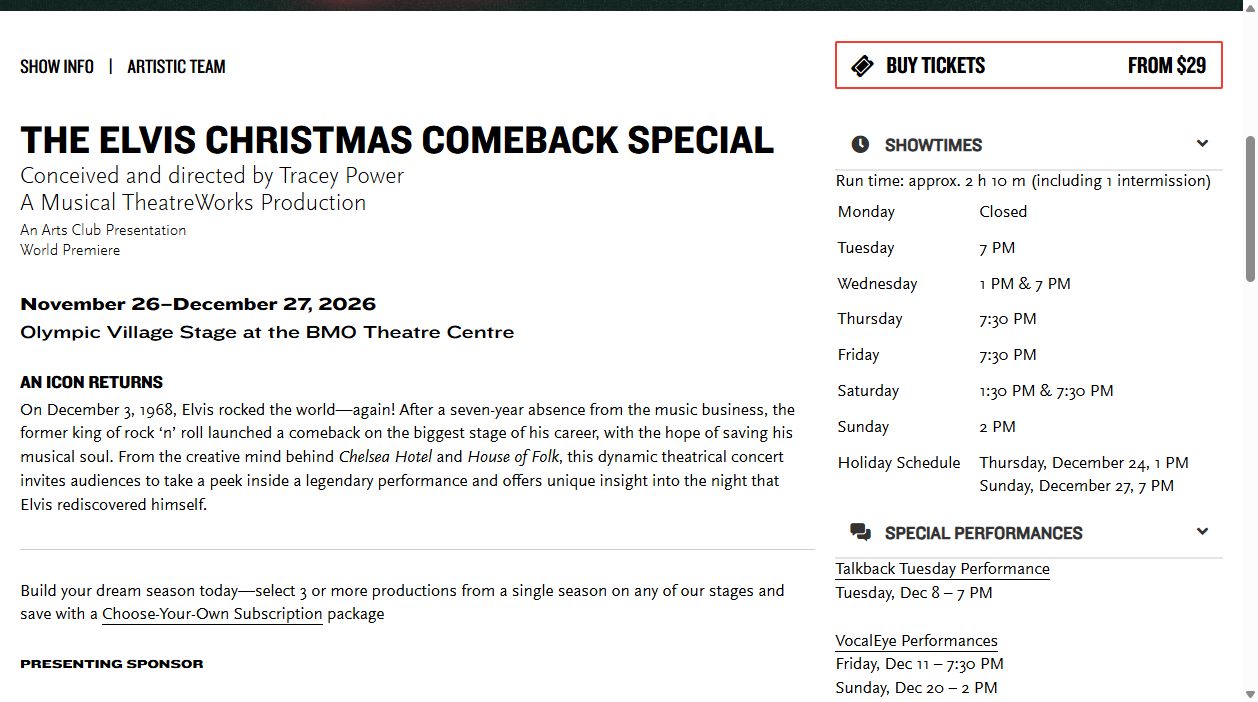 SHOW INFO | ARTISTIC TEAM
THE ELVIS CHRISTMAS COMEBACK SPECIAL
Conceived and directed by Tracey Power
A Musical TheatreWorks Production
An Arts Club Presentation
World Premiere
November 26–December 27, 2026
Olympic Village Stage at the BMO Theatre Centre
AN ICON RETURNS
On December 3, 1968, Elvis rocked the world—again! After a seven-year absence from the music business, the
former king of rock ‘n’ roll launched a comeback on the biggest stage of his career, with the hope of saving his
musical soul. From the creative mind behind Chelsea Hotel and House of Folk, this dynamic theatrical concert
invites audiences to take a peek inside a legendary performance and offers unique insight into the night that
Elvis rediscovered himself.
Build your dream season today—select 3 or more productions from a single season on any of our stages and
save with a Choose-Your-Own Subscription package
PRESENTING SPONSOR
BUY TICKETS FROM $29
SHOWTIMES
Run time: approx. 2 h 10 m (including 1 intermission)
Monday Closed
Tuesday 7 PM
Wednesday 1 PM & 7 PM
Thursday 7:30 PM
Friday 7:30 PM
Saturday 1:30 PM & 7:30 PM
Sunday 2 PM
Holiday Schedule Thursday, December 24, 1 PM
Sunday, December 27, 7 PM
SPECIAL PERFORMANCES
Talkback Tuesday Performance
Tuesday, Dec 8 – 7 PM
VocalEye Performances
Friday, Dec 11 – 7:30 PM
Sunday, Dec 20 – 2 PM